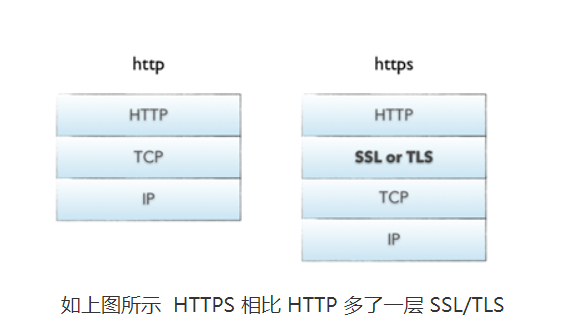 http https
HTTP HTTP
TCP SSL or TLS
IP TCP
IP
如上图所示 HTTPS 相比 HTTP 多了一层 SSL/TLS